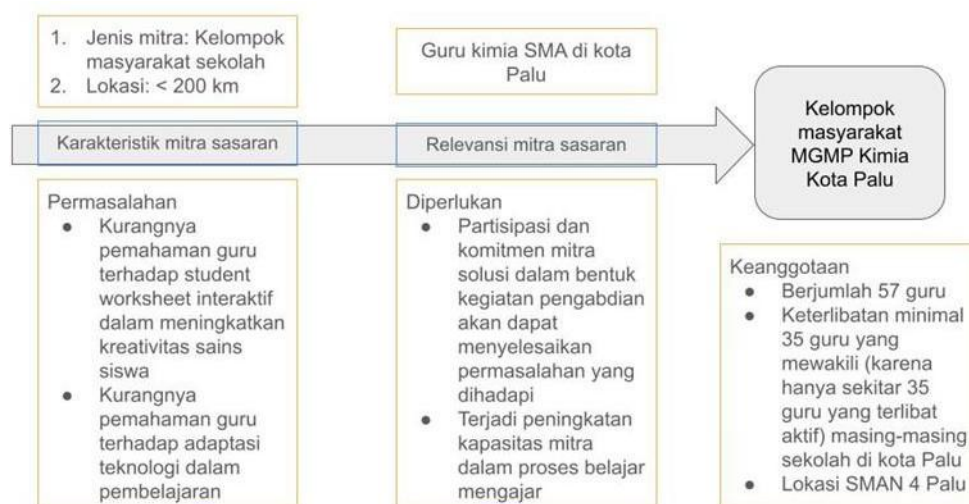 1. Jenis mitra: Kelompok
masyarakat sekolah
2. Lokasi: < 200 km
Guru kimia SMA di kota
Palu
Karakteristik mitra sasaran
Relevansi mitra sasaran
Kelompok
masyarakat
MGMP Kimia
Kota Palu
Permasalahan
● Kurangnya
pemahaman guru
terhadap student
worksheet interaktif
dalam meningkatkan
kreativitas sains
siswa
● Kurangnya
pemahaman guru
terhadap adaptasi
teknologi dalam
pembelajaran
Diperlukan
● Partisipasi dan
komitmen mitra
solusi dalam bentuk
kegiatan pengabdian
akan dapat
menyelesaikan
permasalahan yang
dihadapi
● Terjadi peningkatan
kapasitas mitra
dalam proses belajar
mengajar
Keanggotaan
● Berjumlah 57 guru
● Keterlibatan minimal
35 guru yang
mewakili (karena
hanya sekitar 35
guru yang terlibat
aktif) masing-masing
sekolah di kota Palu
● Lokasi SMAN 4 Palu